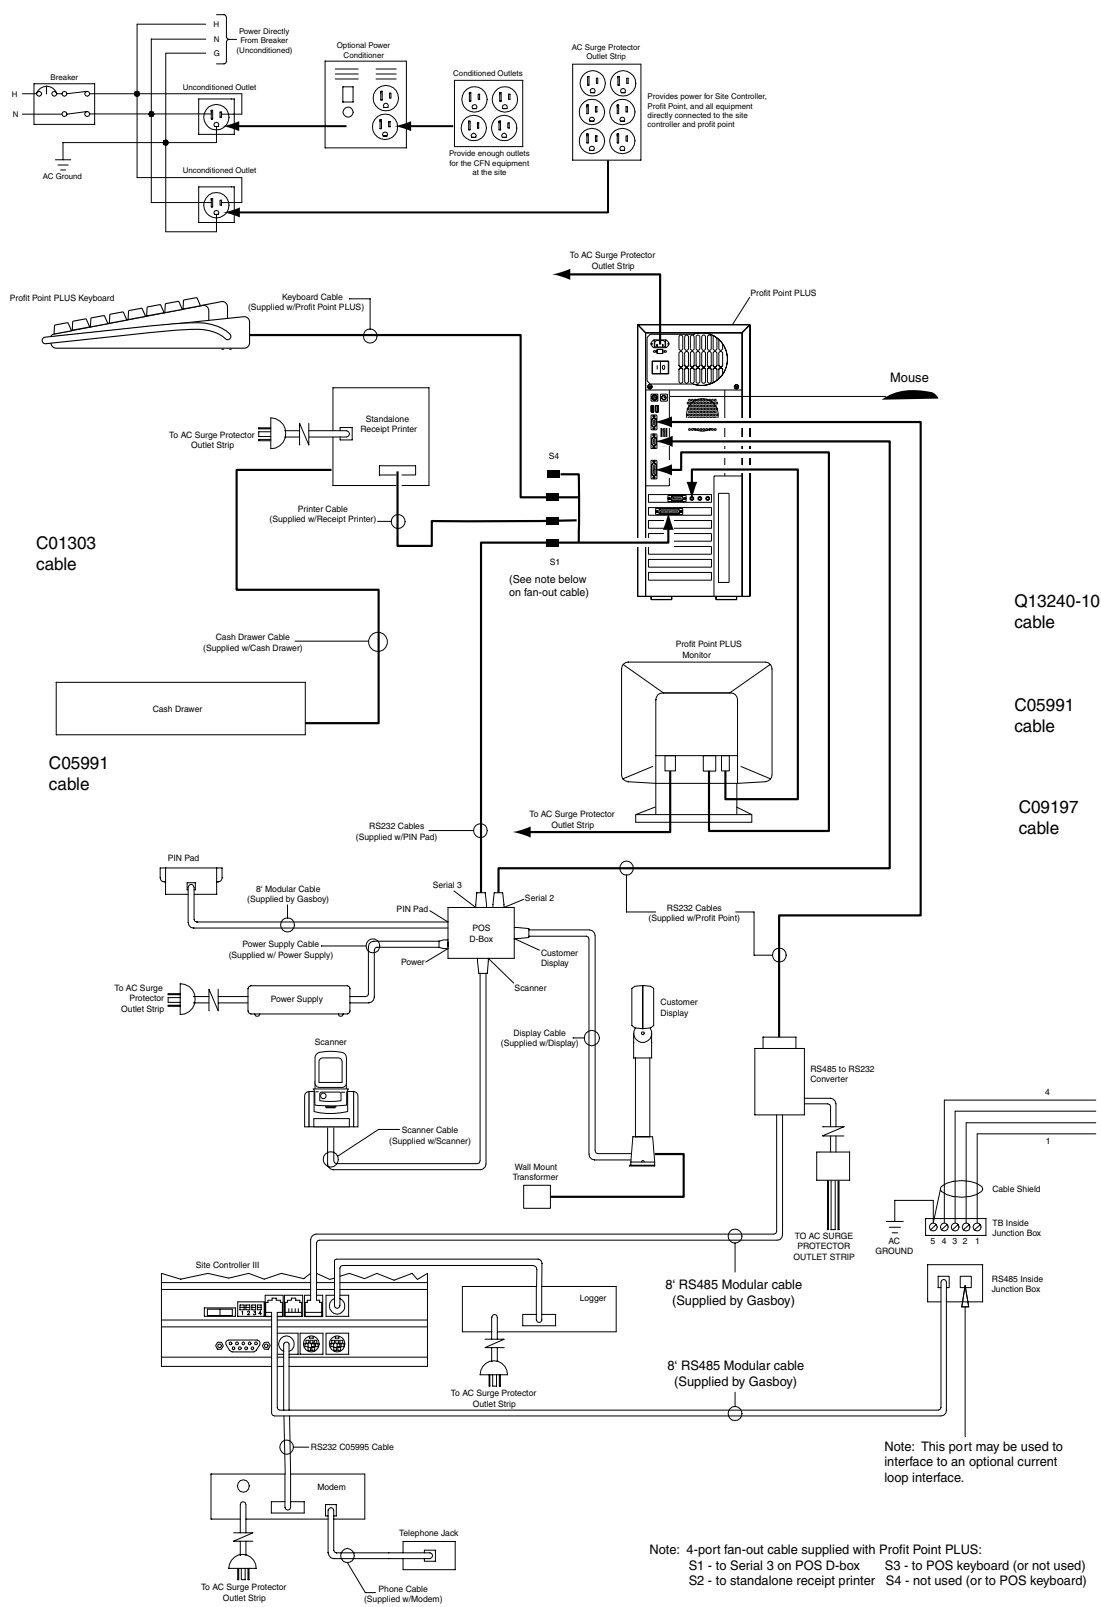 H
N
G
Power Directly
From Breaker
(Unconditioned)
Optional Power
Conditioner
AC Surge Protector
Outlet Strip
Breaker
H
N
Unconditioned Outlet
Conditioned Outlets
Provides power for Site Controller,
Profit Point, and all equipment
directly connected to the site
controller and profit point
Provide enough outlets
for the CFN equipment
at the site
AC Ground
Unconditioned Outlet
To AC Surge Protector
Outlet Strip
Profit Point PLUS Keyboard
Keyboard Cable
(Supplied w/Profit Point PLUS)
Profit Point PLUS
Mouse
Standalone
Receipt Printer
To AC Surge Protector
Outlet Strip
S4
Printer Cable
(Supplied w/Receipt Printer)
C01303
cable
S1
(See note below
on fan-out cable)
Q13240-10
cable
Cash Drawer Cable
(Supplied w/Cash Drawer)
Profit Point PLUS
Monitor
Cash Drawer
C05991
cable
C05991
cable
C09197
cable
RS232 Cables
(Supplied w/PIN Pad)
To AC Surge Protector
Outlet Strip
PIN Pad
8' Modular Cable
(Supplied by Gasboy)
Serial 3
Serial 2
PIN Pad
POS
D-Box
RS232 Cables
(Supplied w/Profit Point)
Power Supply Cable
(Supplied w/ Power Supply)
Power
Customer
Display
Scanner
To AC Surge
Protector
Outlet Strip
Power Supply
Customer
Display
Display Cable
(Supplied w/Display)
Scanner
RS485 to RS232
Converter
Scanner Cable
(Supplied w/Scanner)
4
1
Wall Mount
Transformer
Cable Shield
TB Inside
Junction Box
AC
GROUND
5 4 3 2 1
TO AC SURGE
PROTECTOR
OUTLET STRIP
Site Controller III
8' RS485 Modular cable
(Supplied by Gasboy)
RS485 Inside
Junction Box
Logger
1 2 3 4
8' RS485 Modular cable
(Supplied by Gasboy)
To AC Surge Protector
Outlet Strip
RS232 C05995 Cable
Note: This port may be used to
interface to an optional current
loop interface.
Modem
Telephone Jack
To AC Surge Protector
Outlet Strip
Phone Cable
(Supplied w/Modem)
Note: 4-port fan-out cable supplied with Profit Point PLUS:
S1 - to Serial 3 on POS D-box S3 - to POS keyboard (or not used)
S2 - to standalone receipt printer S4 - not used (or to POS keyboard)